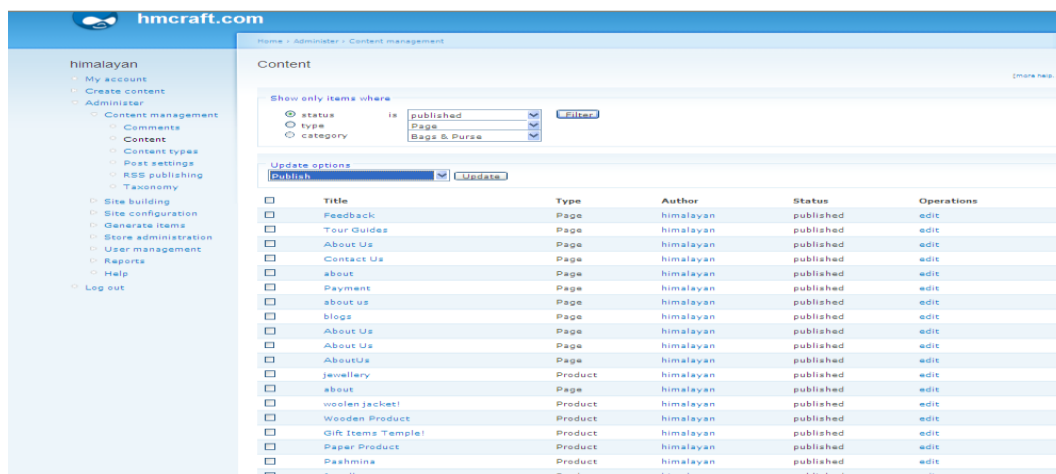 hmcraft.com
Home › Administer › Content management
himalayan
My account
Create content
Administer
Content management
Comments
Content
Content types
Post settings
RSS publishing
Taxonomy
Site building
Site configuration
Generate items
Store administration
User management
Reports
Help
Log out
Content
[more help.
Show only items where
status is published Filter
type Page
category Bags & Purse
Update options
Publish Update
Title Type Author Status Operations
Feedback Page himalayan published edit
Tour Guides Page himalayan published edit
About Us Page himalayan published edit
Contact Us Page himalayan published edit
about Page himalayan published edit
Payment Page himalayan published edit
about us Page himalayan published edit
blogs Page himalayan published edit
About Us Page himalayan published edit
About Us Page himalayan published edit
AboutUs Page himalayan published edit
jewellery Product himalayan published edit
about Page himalayan published edit
woolen jacket! Product himalayan published edit
Wooden Product Product himalayan published edit
Gift Items Temple! Product himalayan published edit
Paper Product Product himalayan published edit
Pashmina Product himalayan published edit